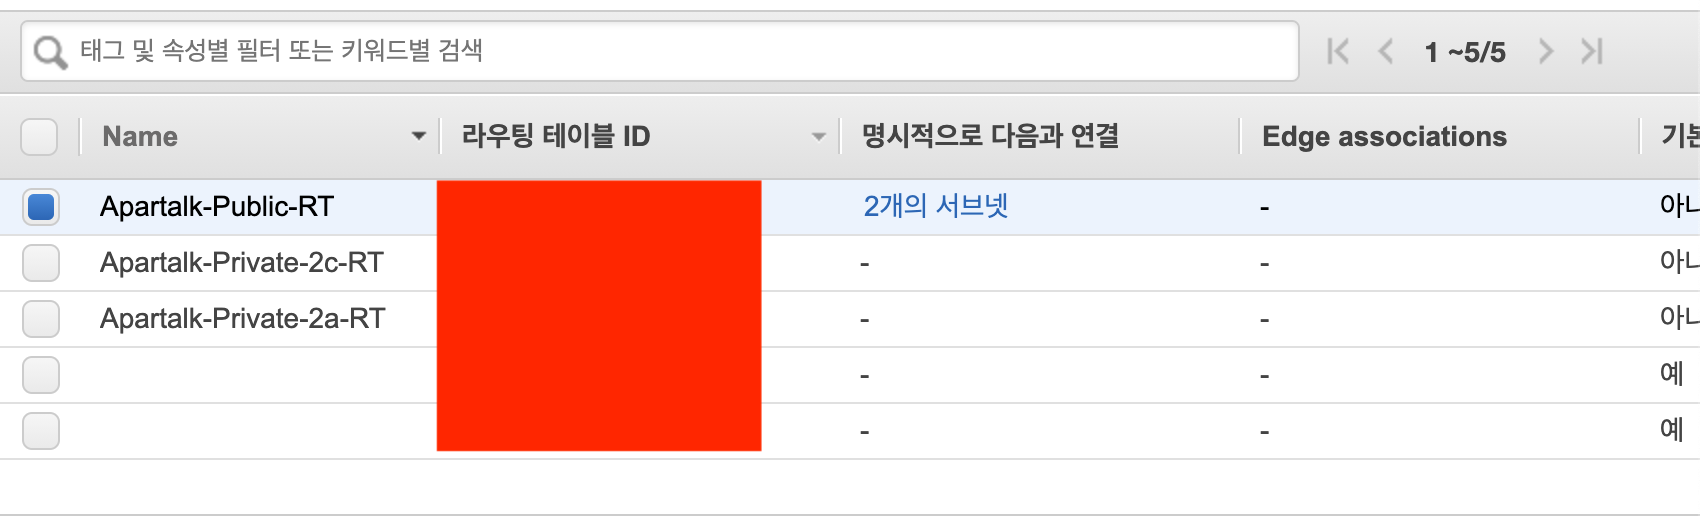 태그 및 속성별 필터 또는 키워드별 검색 1 ~5/5
Name 라우팅 테이블 ID 명시적으로 다음과 연결 Edge associations 기본
Apartalk-Public-RT 2개의 서브넷 - 아니
Apartalk-Private-2c-RT - - 아니
Apartalk-Private-2a-RT - - 아니
- - 예
- - 예